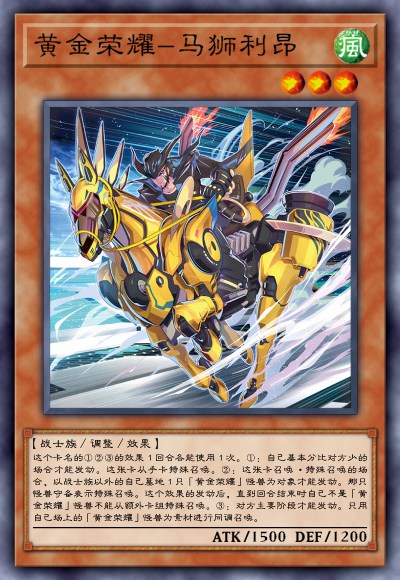 黄金荣耀-马狮利昂
風
【战士族／调整／效果】
这个卡名的①②③的效果1回合各能使用1次。①：自己基本分比对方少的
场合才能发动。这张卡从手卡特殊召唤。②：这张卡召唤·特殊召唤的场
合，以战士族以外的自己墓地1只「黄金荣耀」怪兽为对象才能发动。那只
怪兽守备表示特殊召唤。这个效果的发动后，直到回合结束时自己不是「黄
金荣耀」怪兽不能从额外卡组特殊召唤。③：对方主要阶段才能发动。只用
自己场上的「黄金荣耀」怪兽为素材进行同调召唤。
ATK/1500 DEF/1200